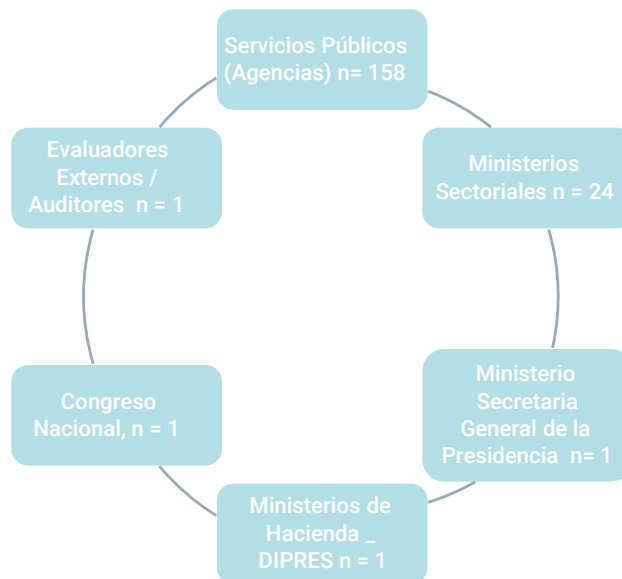 Servicios Públicos
(Agencias) n= 158
Ministerios
Sectoriales n = 24
Ministerio
Secretaria
General de la
Presidencia n= 1
Ministerios de
Hacienda _
DIPRES n = 1
Congreso
Nacional, n = 1
Evaluadores
Externos /
Auditores n = 1